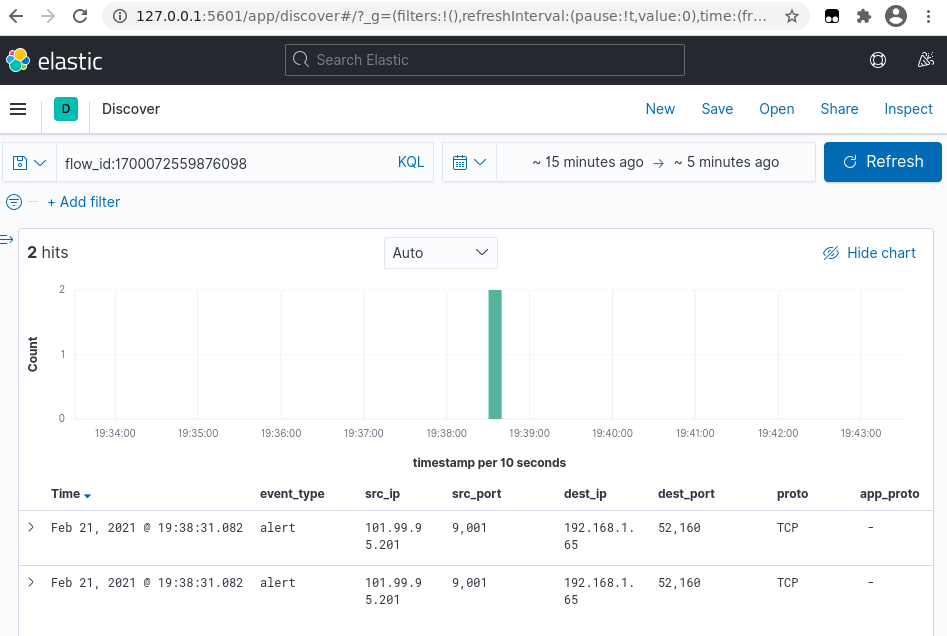 127.0.0.1:5601/app/discover#/?_g=(filters:!(),refreshInterval:(pause:!t,value:0),time:(fr...
elastic
Search Elastic
D
Discover
New
Save
Open
Share
Inspect
flow_id:1700072559876098
KQL
~ 15 minutes ago → ~ 5 minutes ago
Refresh
+ Add filter
2 hits
Auto
Hide chart
2
1
0
Count
19:34:00 19:35:00 19:36:00 19:37:00 19:38:00 19:39:00 19:40:00 19:41:00 19:42:00 19:43:00
timestamp per 10 seconds
Time event_type src_ip src_port dest_ip dest_port proto app_proto
Feb 21, 2021 @ 19:38:31.082 alert 101.99.9 9,001 192.168.1. 52,160 TCP -
5.201 65
Feb 21, 2021 @ 19:38:31.082 alert 101.99.9 9,001 192.168.1. 52,160 TCP -
5.201 65